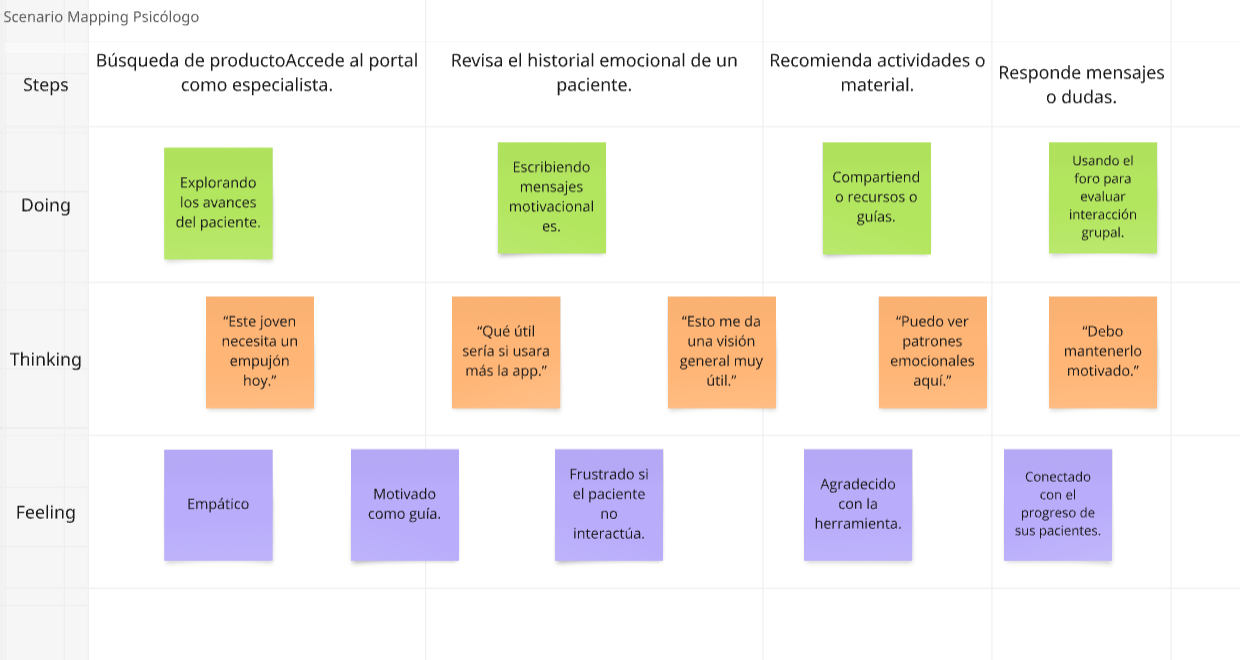 Scenario Mapping Psicólogo
Steps
Búsqueda de productoAccede al portal
como especialista.
Revisa el historial emocional de un
paciente.
Recomienda actividades o
material.
Responde mensajes
o dudas.
Doing
Explorando
los avances
del paciente.
Escribiendo
mensajes
motivacional
es.
Compartiend
o recursos o
guías.
Usando el
foro para
evaluar
interacción
grupal.
Thinking
“Este joven
necesita un
empujón
hoy.”
“Qué útil
sería si usara
más la app.”
“Esto me da
una visión
general muy
útil.”
“Puedo ver
patrones
emocionales
aquí.”
“Debo
mantenerlo
motivado.”
Feeling
Empático
Motivado
como guía.
Frustrado si
el paciente
no
interactúa.
Agradecido
con la
herramienta.
Conectado
con el
progreso de
sus pacientes.